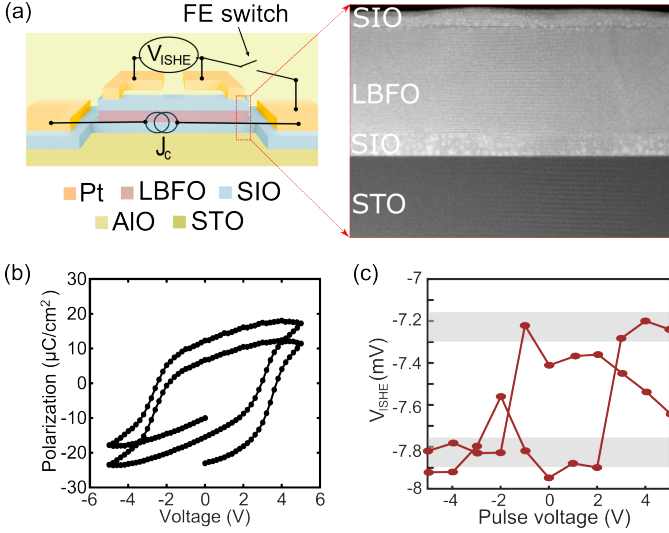 (a)
FE switch
V_ISHE
J_c
Pt
LBFO
SIO
AlO
STO
SIO
LBFO
SIO
STO
(b)
Polarization (µC/cm²)
30
20
10
0
-10
-20
-30
-6 -4 -2 0 2 4 6
Voltage (V)
(c)
V_ISHE (mV)
-7
-7.2
-7.4
-7.6
-7.8
-8
-4 -2 0 2 4
Pulse voltage (V)